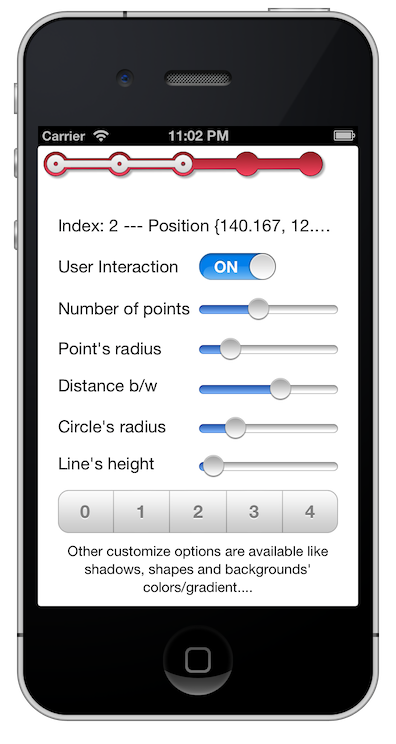 Carrier 11:02 PM
Index: 2 --- Position {140.167, 12....
User Interaction ON
Number of points
Point's radius
Distance b/w
Circle's radius
Line's height
0 1 2 3 4
Other customize options are available like
shadows, shapes and backgrounds'
colors/gradient....